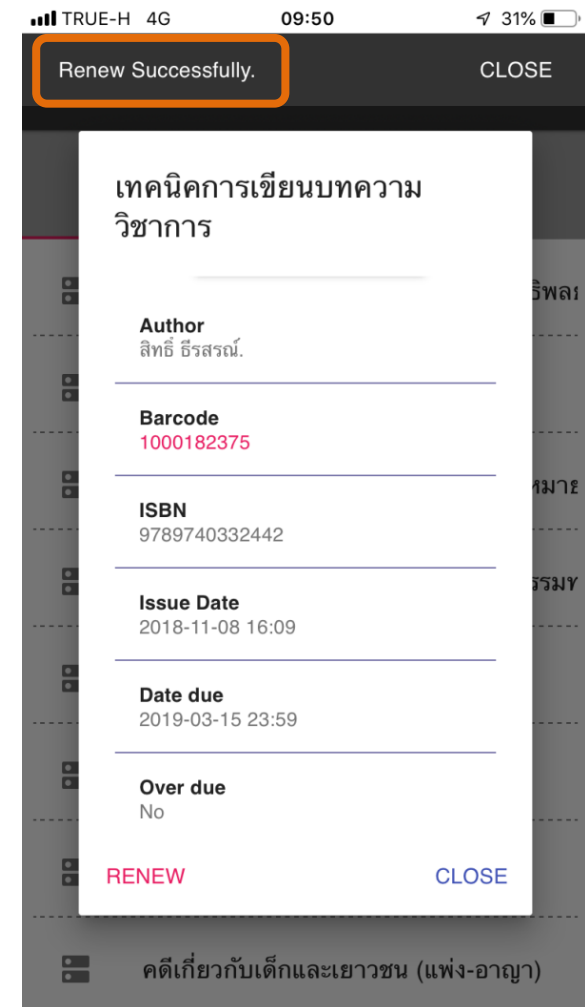 TRUE-H 4G 09:50 31%
Renew Successfully. CLOSE
เทคนิคการเขียนบทความ
วิชาการ
Author
สิทธิ์ ธีรสรณ์.
Barcode
1000182375
ISBN
9789740332442
Issue Date
2018-11-08 16:09
Date due
2019-03-15 23:59
Over due
No
RENEW CLOSE
คดีเกี่ยวกับเด็กและเยาวชน (แพ่ง-อาญา)